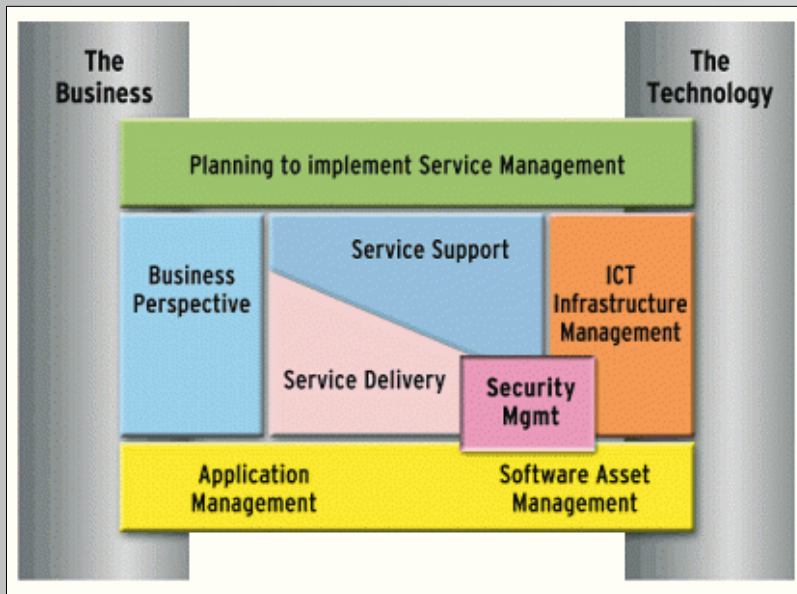 The
Business
The
Technology
Planning to implement Service Management
Business
Perspective
Service Support
ICT
Infrastructure
Management
Service Delivery
Security
Mgmt
Application
Management
Software Asset
Management